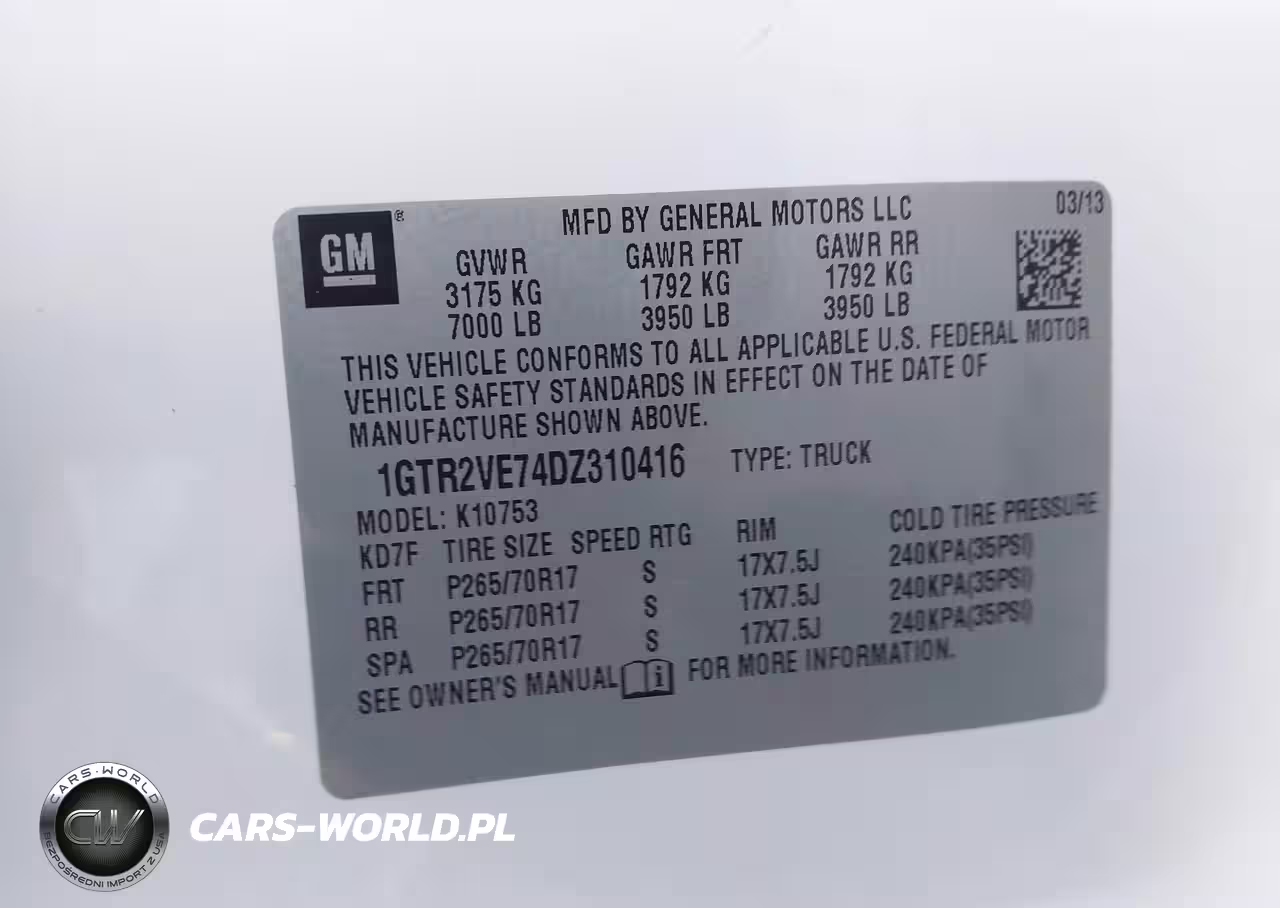 GM®
MFD BY GENERAL MOTORS LLC 03/13
GVWR GAWR FRT GAWR RR
3175 KG 1792 KG 1792 KG
7000 LB 3950 LB 3950 LB
THIS VEHICLE CONFORMS TO ALL APPLICABLE U.S. FEDERAL MOTOR
VEHICLE SAFETY STANDARDS IN EFFECT ON THE DATE OF
MANUFACTURE SHOWN ABOVE.
1GTR2VE74DZ310416 TYPE: TRUCK
MODEL: K10753
KD7F TIRE SIZE SPEED RTG RIM COLD TIRE PRESSURE
FRT P265/70R17 S 17X7.5J 240KPA(35PSI)
RR P265/70R17 S 17X7.5J 240KPA(35PSI)
SPA P265/70R17 S 17X7.5J 240KPA(35PSI)
SEE OWNER'S MANUAL FOR MORE INFORMATION.
CARS-WORLD
CW
BEZPOŚREDNI IMPORT Z USA
CARS-WORLD.PL